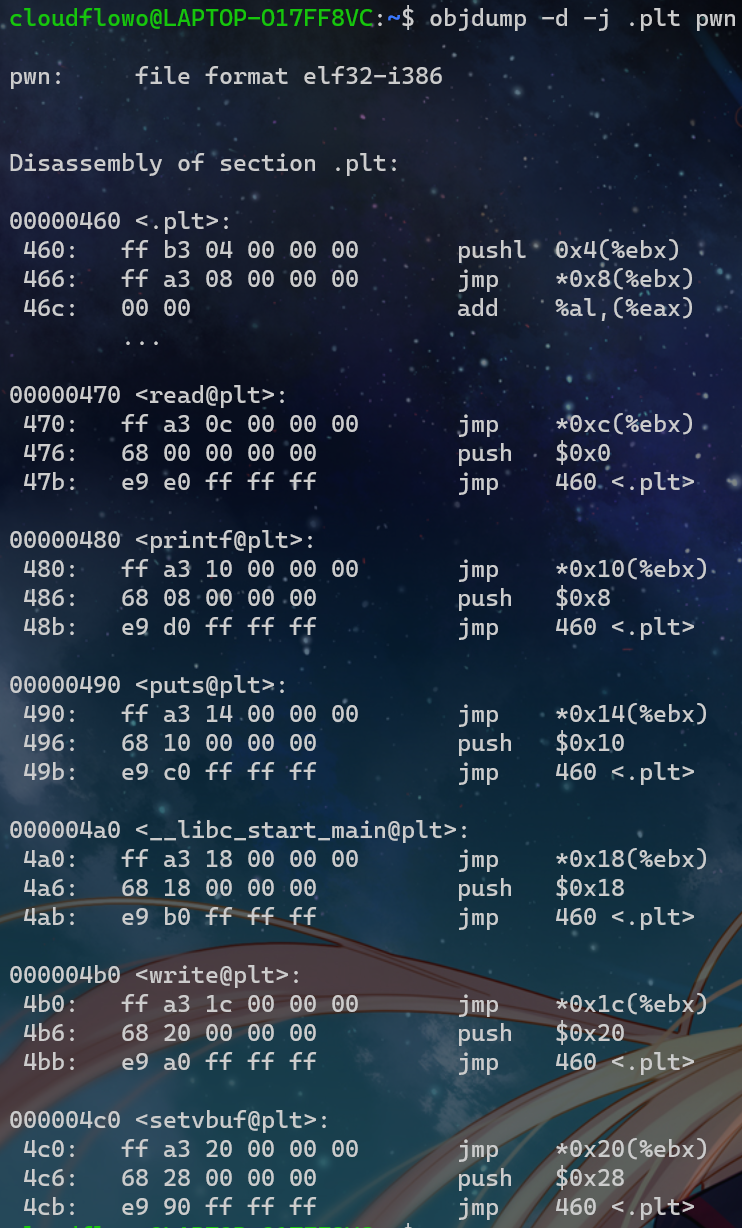 cloudflowo@LAPTOP-O17FF8VC:~$ objdump -d -j .plt pwn
pwn:     file format elf32-i386
Disassembly of section .plt:
00000460 <.plt>:
 460:   ff b3 04 00 00 00       pushl  0x4(%ebx)
 466:   ff a3 08 00 00 00       jmp    *0x8(%ebx)
 46c:   00 00                   add    %al,(%eax)
        ...
00000470 <read@plt>:
 470:   ff a3 0c 00 00 00       jmp    *0xc(%ebx)
 476:   68 00 00 00 00          push   $0x0
 47b:   e9 e0 ff ff ff          jmp    460 <.plt>
00000480 <printf@plt>:
 480:   ff a3 10 00 00 00       jmp    *0x10(%ebx)
 486:   68 08 00 00 00          push   $0x8
 48b:   e9 d0 ff ff ff          jmp    460 <.plt>
00000490 <puts@plt>:
 490:   ff a3 14 00 00 00       jmp    *0x14(%ebx)
 496:   68 10 00 00 00          push   $0x10
 49b:   e9 c0 ff ff ff          jmp    460 <.plt>
000004a0 <__libc_start_main@plt>:
 4a0:   ff a3 18 00 00 00       jmp    *0x18(%ebx)
 4a6:   68 18 00 00 00          push   $0x18
 4ab:   e9 b0 ff ff ff          jmp    460 <.plt>
000004b0 <write@plt>:
 4b0:   ff a3 1c 00 00 00       jmp    *0x1c(%ebx)
 4b6:   68 20 00 00 00          push   $0x20
 4bb:   e9 a0 ff ff ff          jmp    460 <.plt>
000004c0 <setvbuf@plt>:
 4c0:   ff a3 20 00 00 00       jmp    *0x20(%ebx)
 4c6:   68 28 00 00 00          push   $0x28
 4cb:   e9 90 ff ff ff          jmp    460 <.plt>